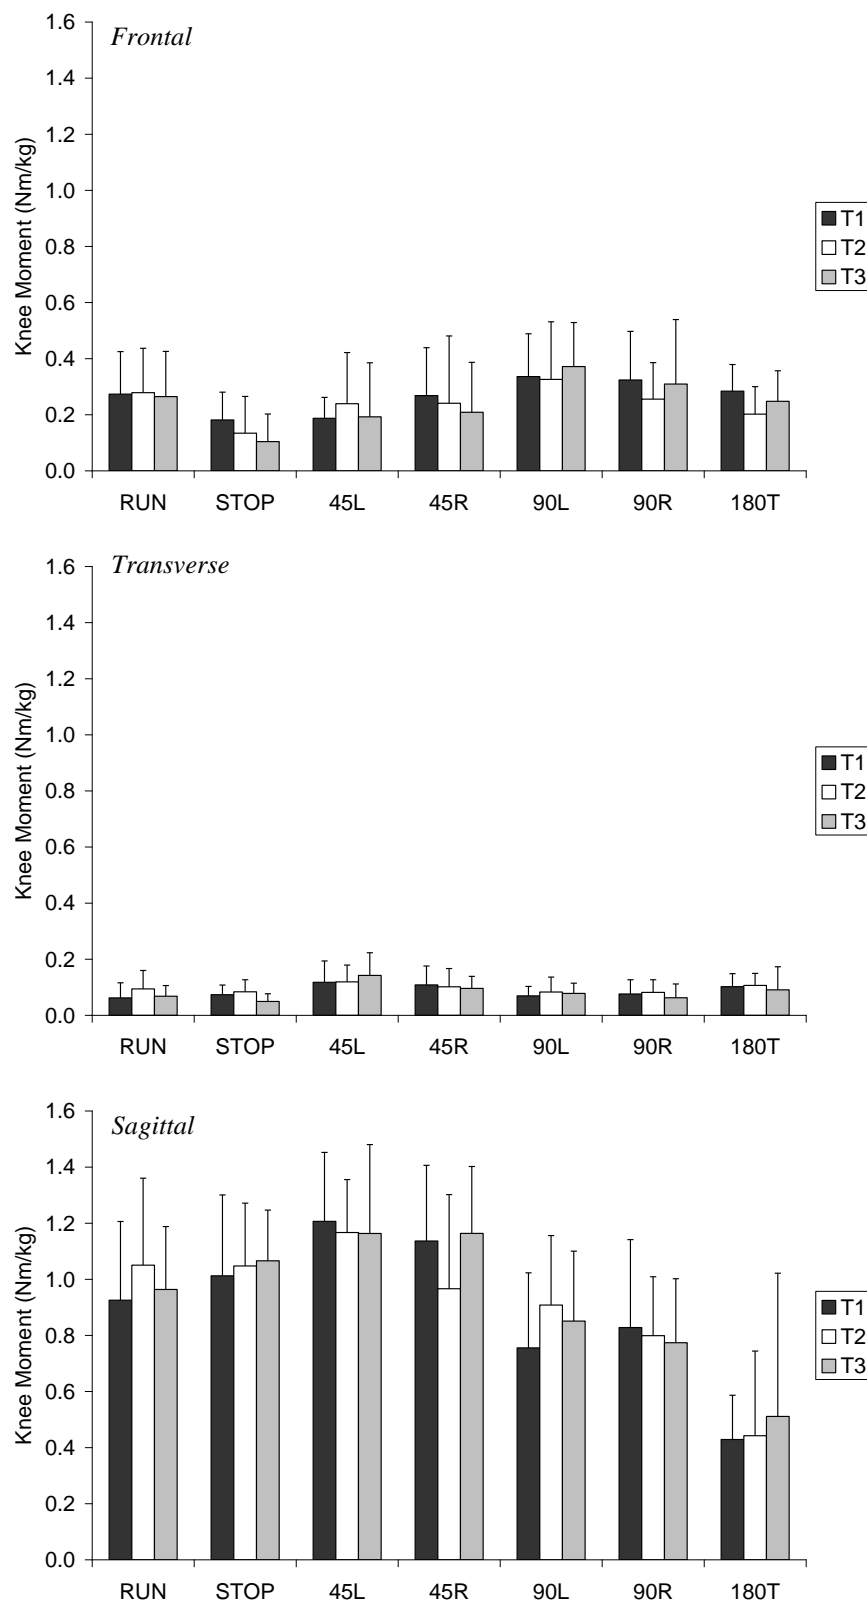 Frontal
Knee Moment (Nm/kg)
1.6
1.4
1.2
1.0
0.8
0.6
0.4
0.2
0.0
RUN STOP 45L 45R 90L 90R 180T
T1
T2
T3
Transverse
Knee Moment (Nm/kg)
1.6
1.4
1.2
1.0
0.8
0.6
0.4
0.2
0.0
RUN STOP 45L 45R 90L 90R 180T
T1
T2
T3
Sagittal
Knee Moment (Nm/kg)
1.6
1.4
1.2
1.0
0.8
0.6
0.4
0.2
0.0
RUN STOP 45L 45R 90L 90R 180T
T1
T2
T3